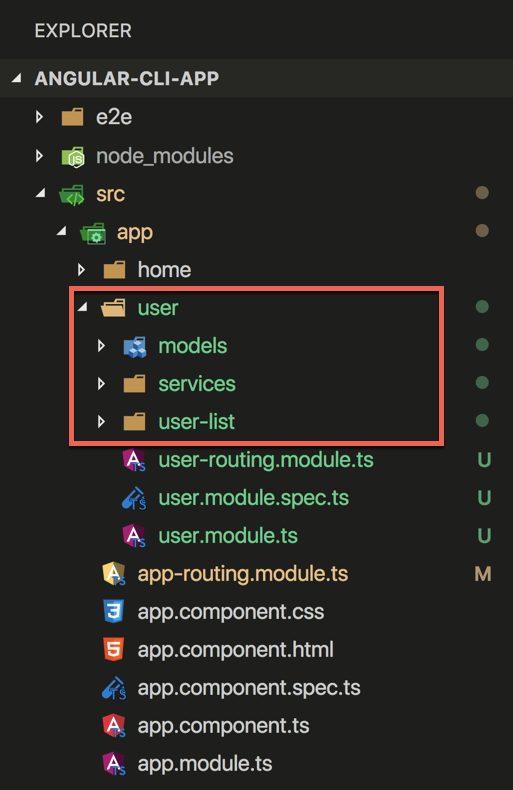 EXPLORER
ANGULAR-CLI-APP
e2e
node_modules
src
app
home
user
models
services
user-list
user-routing.module.ts U
user.module.spec.ts U
user.module.ts U
app-routing.module.ts M
app.component.css
app.component.html
app.component.spec.ts
app.component.ts
app.module.ts